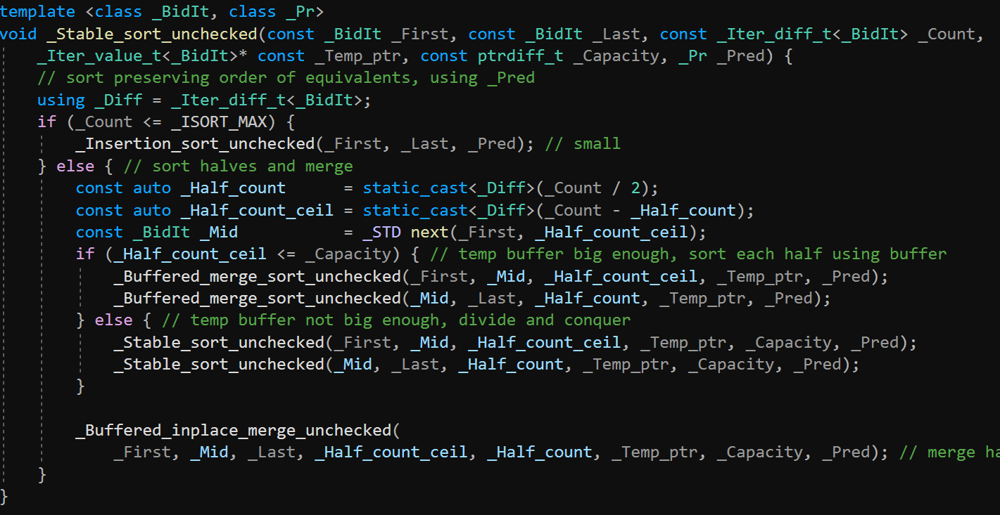 template <class _BidIt, class _Pr>
void _Stable_sort_unchecked(const _BidIt _First, const _BidIt _Last, const _Iter_diff_t<_BidIt> _Count,
    _Iter_value_t<_BidIt>* const _Temp_ptr, const ptrdiff_t _Capacity, _Pr _Pred) {
    // sort preserving order of equivalents, using _Pred
    using _Diff = _Iter_diff_t<_BidIt>;
    if (_Count <= _ISORT_MAX) {
        _Insertion_sort_unchecked(_First, _Last, _Pred); // small
    } else { // sort halves and merge
        const auto _Half_count      = static_cast<_Diff>(_Count / 2);
        const auto _Half_count_ceil = static_cast<_Diff>(_Count - _Half_count);
        const _BidIt _Mid           = _STD next(_First, _Half_count_ceil);
        if (_Half_count_ceil <= _Capacity) { // temp buffer big enough, sort each half using buffer
            _Buffered_merge_sort_unchecked(_First, _Mid, _Half_count_ceil, _Temp_ptr, _Pred);
            _Buffered_merge_sort_unchecked(_Mid, _Last, _Half_count, _Temp_ptr, _Pred);
        } else { // temp buffer not big enough, divide and conquer
            _Stable_sort_unchecked(_First, _Mid, _Half_count_ceil, _Temp_ptr, _Capacity, _Pred);
            _Stable_sort_unchecked(_Mid, _Last, _Half_count, _Temp_ptr, _Capacity, _Pred);
        }

        _Buffered_inplace_merge_unchecked(
            _First, _Mid, _Last, _Half_count_ceil, _Half_count, _Temp_ptr, _Capacity, _Pred); // merge
    }
}